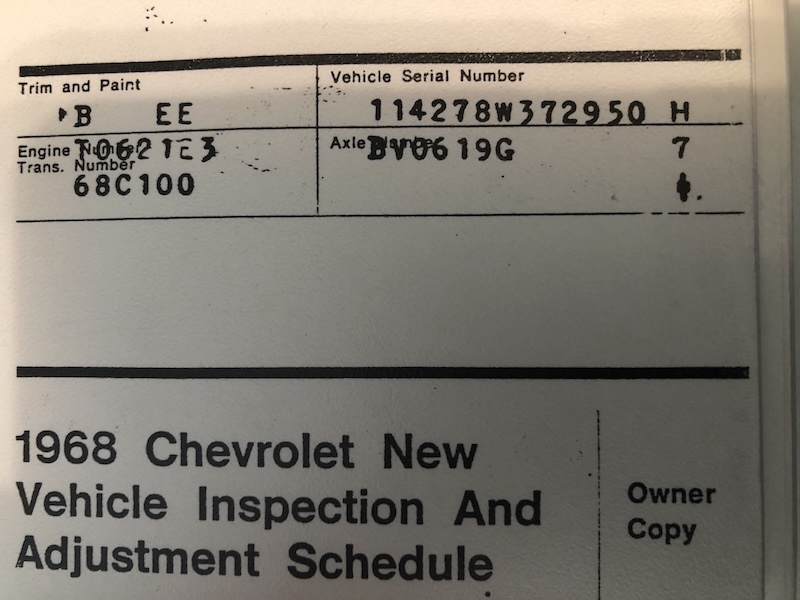 Trim and Paint
Vehicle Serial Number
B EE
114278W372950 H
Engine Number T0621E3
Axle Number BV0619G 7
Trans. Number
68C100
1968 Chevrolet New
Vehicle Inspection And
Adjustment Schedule
Owner
Copy